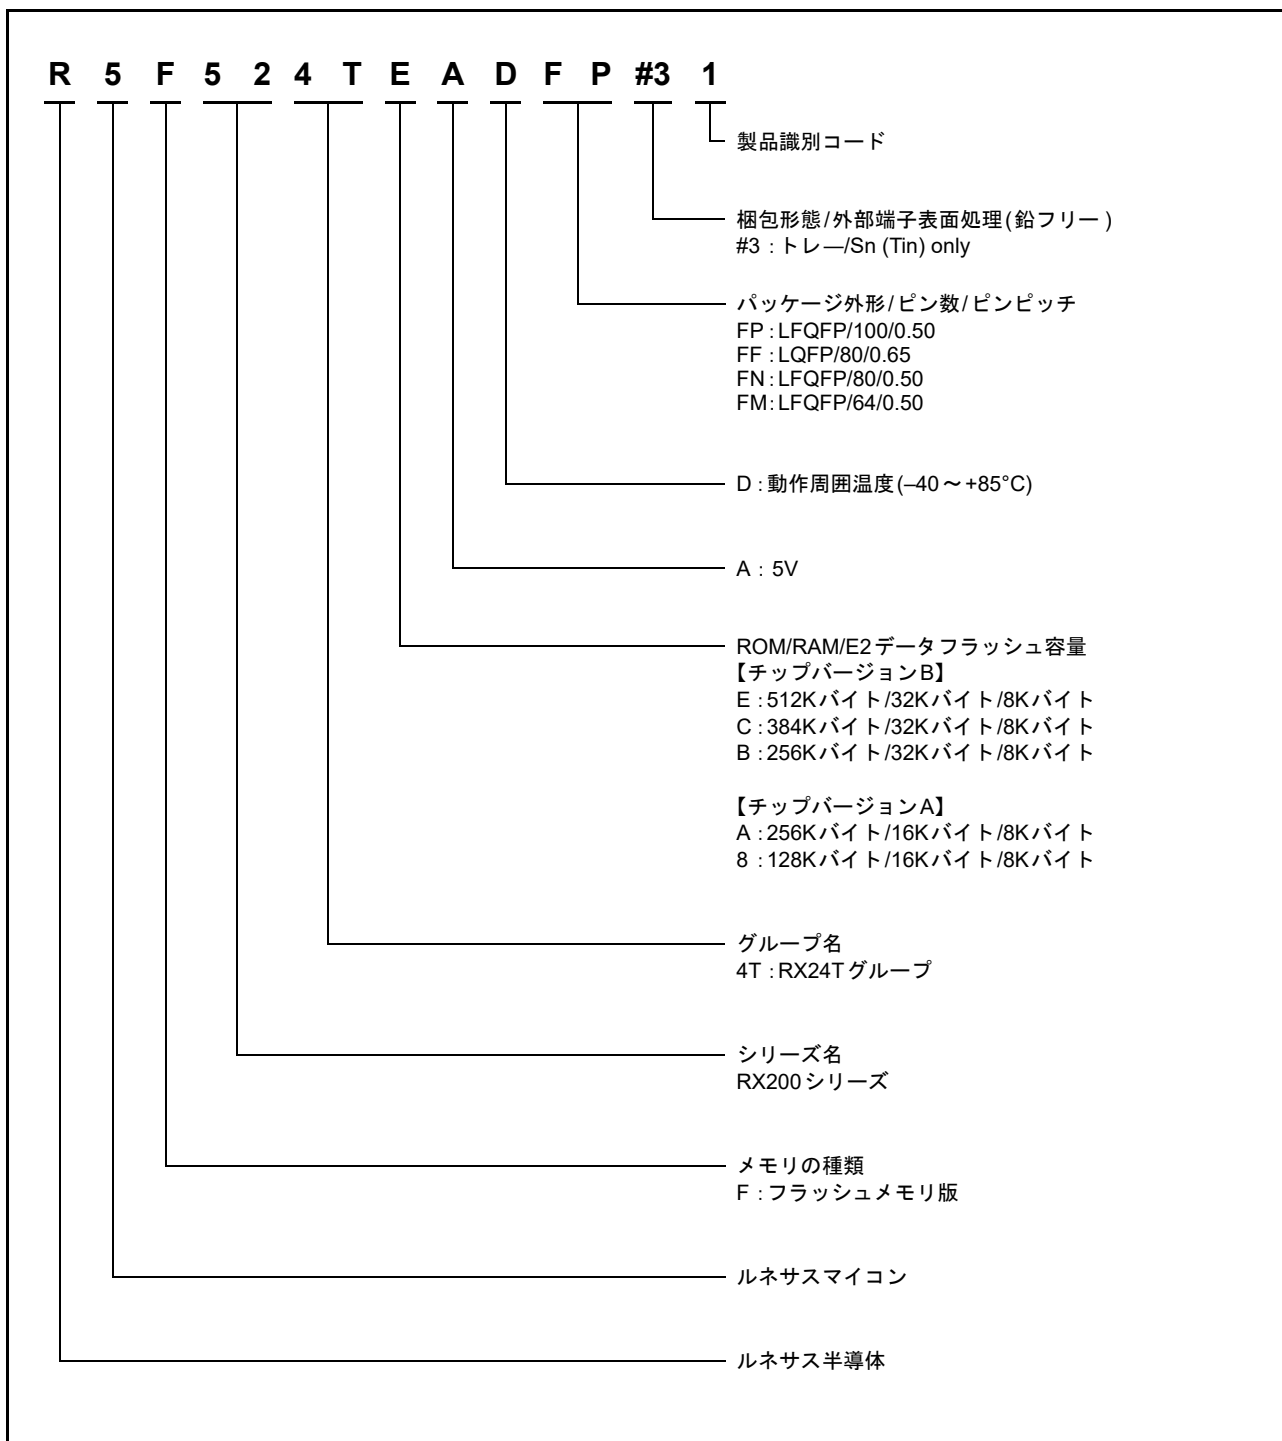 R 5 F 5 2 4 T E A D F P #3 1
製品識別コード
梱包形態/外部端子表面処理(鉛フリー)
#3 : トレ—/Sn (Tin) only
パッケージ外形/ピン数/ピンピッチ
FP : LFQFP/100/0.50
FF : LQFP/80/0.65
FN : LFQFP/80/0.50
FM : LFQFP/64/0.50
D : 動作周囲温度(–40～+85°C)
A : 5V
ROM/RAM/E2データフラッシュ容量
【チップバージョンB】
E : 512Kバイト/32Kバイト/8Kバイト
C : 384Kバイト/32Kバイト/8Kバイト
B : 256Kバイト/32Kバイト/8Kバイト
【チップバージョンA】
A : 256Kバイト/16Kバイト/8Kバイト
8 : 128Kバイト/16Kバイト/8Kバイト
グループ名
4T : RX24Tグループ
シリーズ名
RX200シリーズ
メモリの種類
F : フラッシュメモリ版
ルネサスマイコン
ルネサス半導体